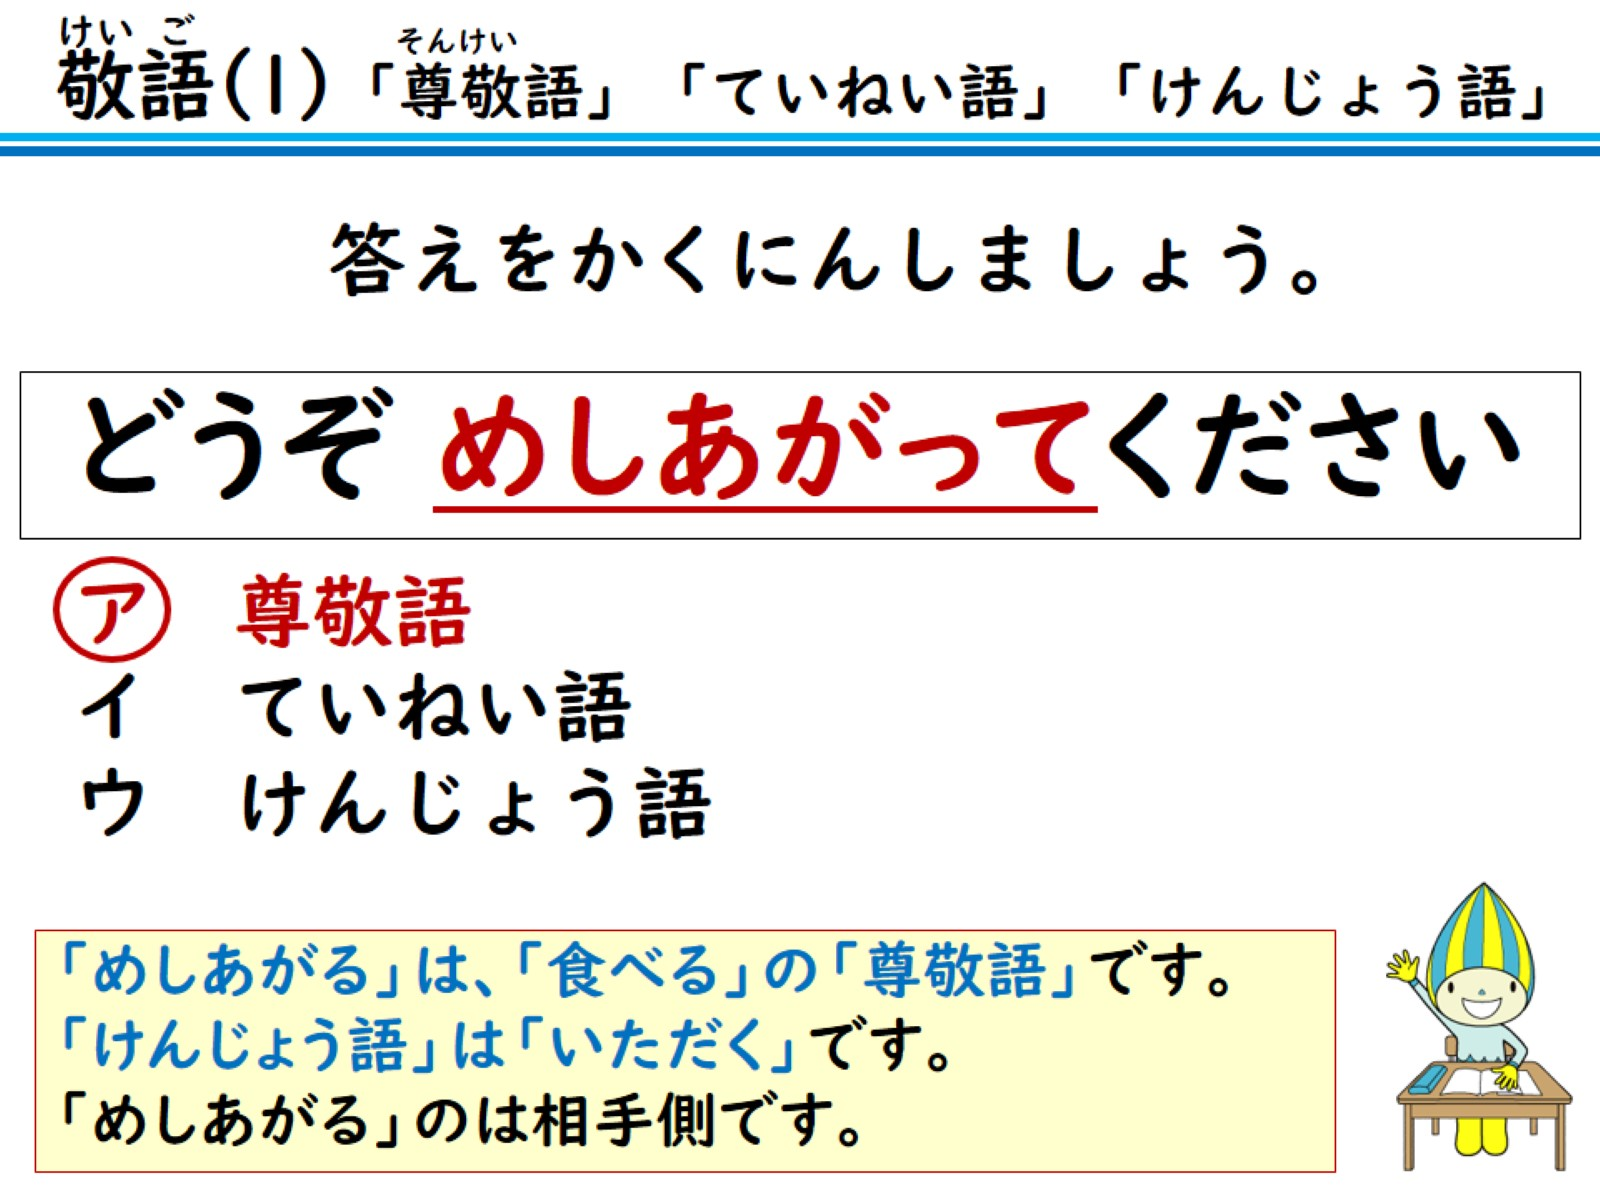 けいご そんけい
敬語(1)「尊敬語」「ていねい語」「けんじょう語」
答えをかくにんしましょう。
どうぞ めしあがってください
ア 尊敬語
イ ていねい語
ウ けんじょう語
「めしあがる」は、「食べる」の「尊敬語」です。
「けんじょう語」は「いただく」です。
「めしあがる」のは相手側です。